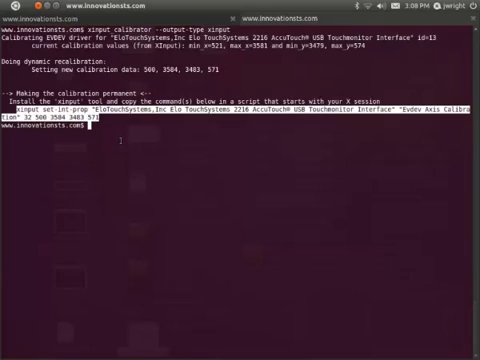 www.innovationsts.com
3:08 PM
jwright
www.innovationsts.com
www.innovationsts.com
www.innovationsts.com$ xinput_calibrator --output-type xinput
Calibrating EVDEV driver for "EloTouchSystems,Inc Elo TouchSystems 2216 AccuTouch® USB Touchmonitor Interface" id=13
current calibration values (from XInput): min_x=521, max_x=3581 and min_y=3479, max_y=574
Doing dynamic recalibration:
Setting new calibration data: 500, 3584, 3483, 571
--> Making the calibration permanent <--
Install the 'xinput' tool and copy the command(s) below in a script that starts with your X session
xinput set-int-prop "EloTouchSystems,Inc Elo TouchSystems 2216 AccuTouch® USB Touchmonitor Interface" "Evdev Axis Calibra
tion" 32 500 3584 3483 571
www.innovationsts.com$